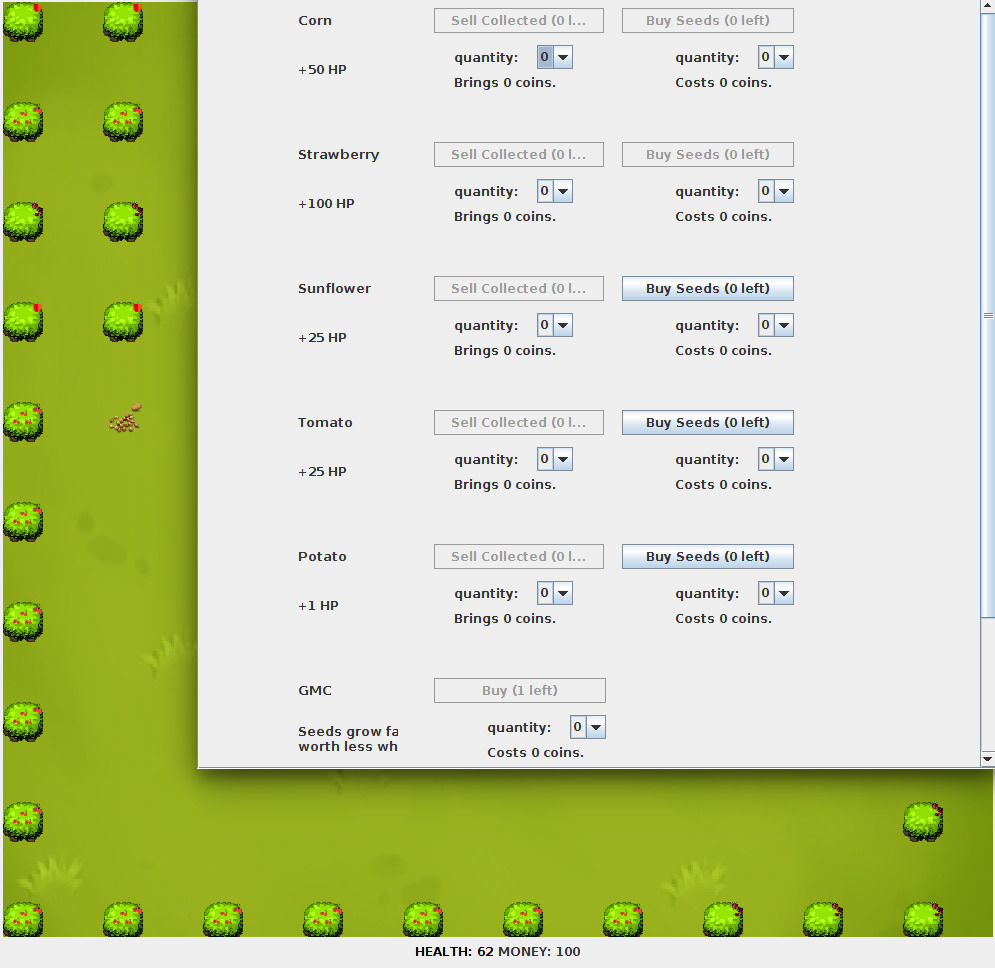 Corn Sell Collected (0 l... Buy Seeds (0 left)
quantity: 0 quantity: 0
+50 HP
Brings 0 coins. Costs 0 coins.
Strawberry Sell Collected (0 l... Buy Seeds (0 left)
quantity: 0 quantity: 0
+100 HP
Brings 0 coins. Costs 0 coins.
Sunflower Sell Collected (0 l... Buy Seeds (0 left)
quantity: 0 quantity: 0
+25 HP
Brings 0 coins. Costs 0 coins.
Tomato Sell Collected (0 l... Buy Seeds (0 left)
quantity: 0 quantity: 0
+25 HP
Brings 0 coins. Costs 0 coins.
Potato Sell Collected (0 l... Buy Seeds (0 left)
quantity: 0 quantity: 0
+1 HP
Brings 0 coins. Costs 0 coins.
GMC Buy (1 left)
quantity: 0
Seeds grow fa
worth less wh
Costs 0 coins.
HEALTH: 62 MONEY: 100